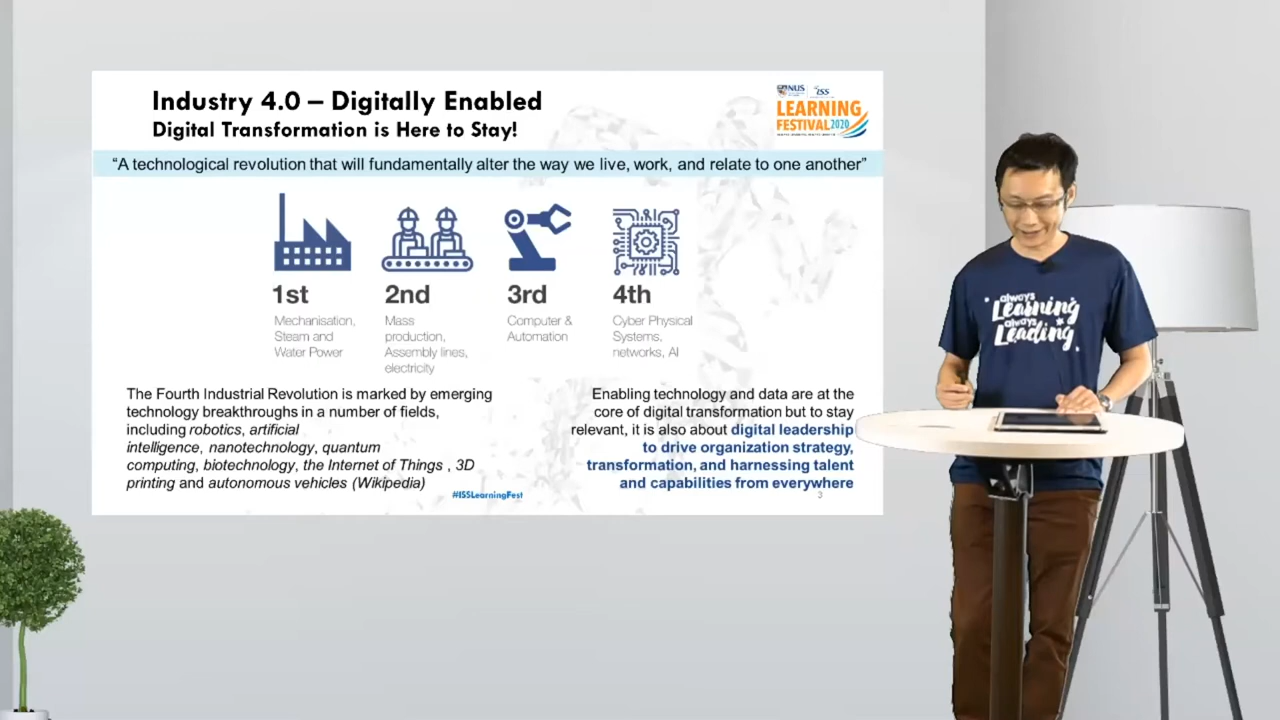 Industry 4.0 – Digitally Enabled
Digital Transformation is Here to Stay!
NUS
ISS
LEARNING
FESTIVAL 2020
“A technological revolution that will fundamentally alter the way we live, work, and relate to one another”
1st
Mechanisation,
Steam and
Water Power
2nd
Mass
production,
Assembly lines,
electricity
3rd
Computer &
Automation
4th
Cyber Physical
Systems,
networks, AI
The Fourth Industrial Revolution is marked by emerging
technology breakthroughs in a number of fields,
including robotics, artificial
intelligence, nanotechnology, quantum
computing, biotechnology, the Internet of Things , 3D
printing and autonomous vehicles (Wikipedia)
Enabling technology and data are at the
core of digital transformation but to stay
relevant, it is also about digital leadership
to drive organization strategy,
transformation, and harnessing talent
and capabilities from everywhere
#ISSLearningFest
3
always
Learning
always
Leading